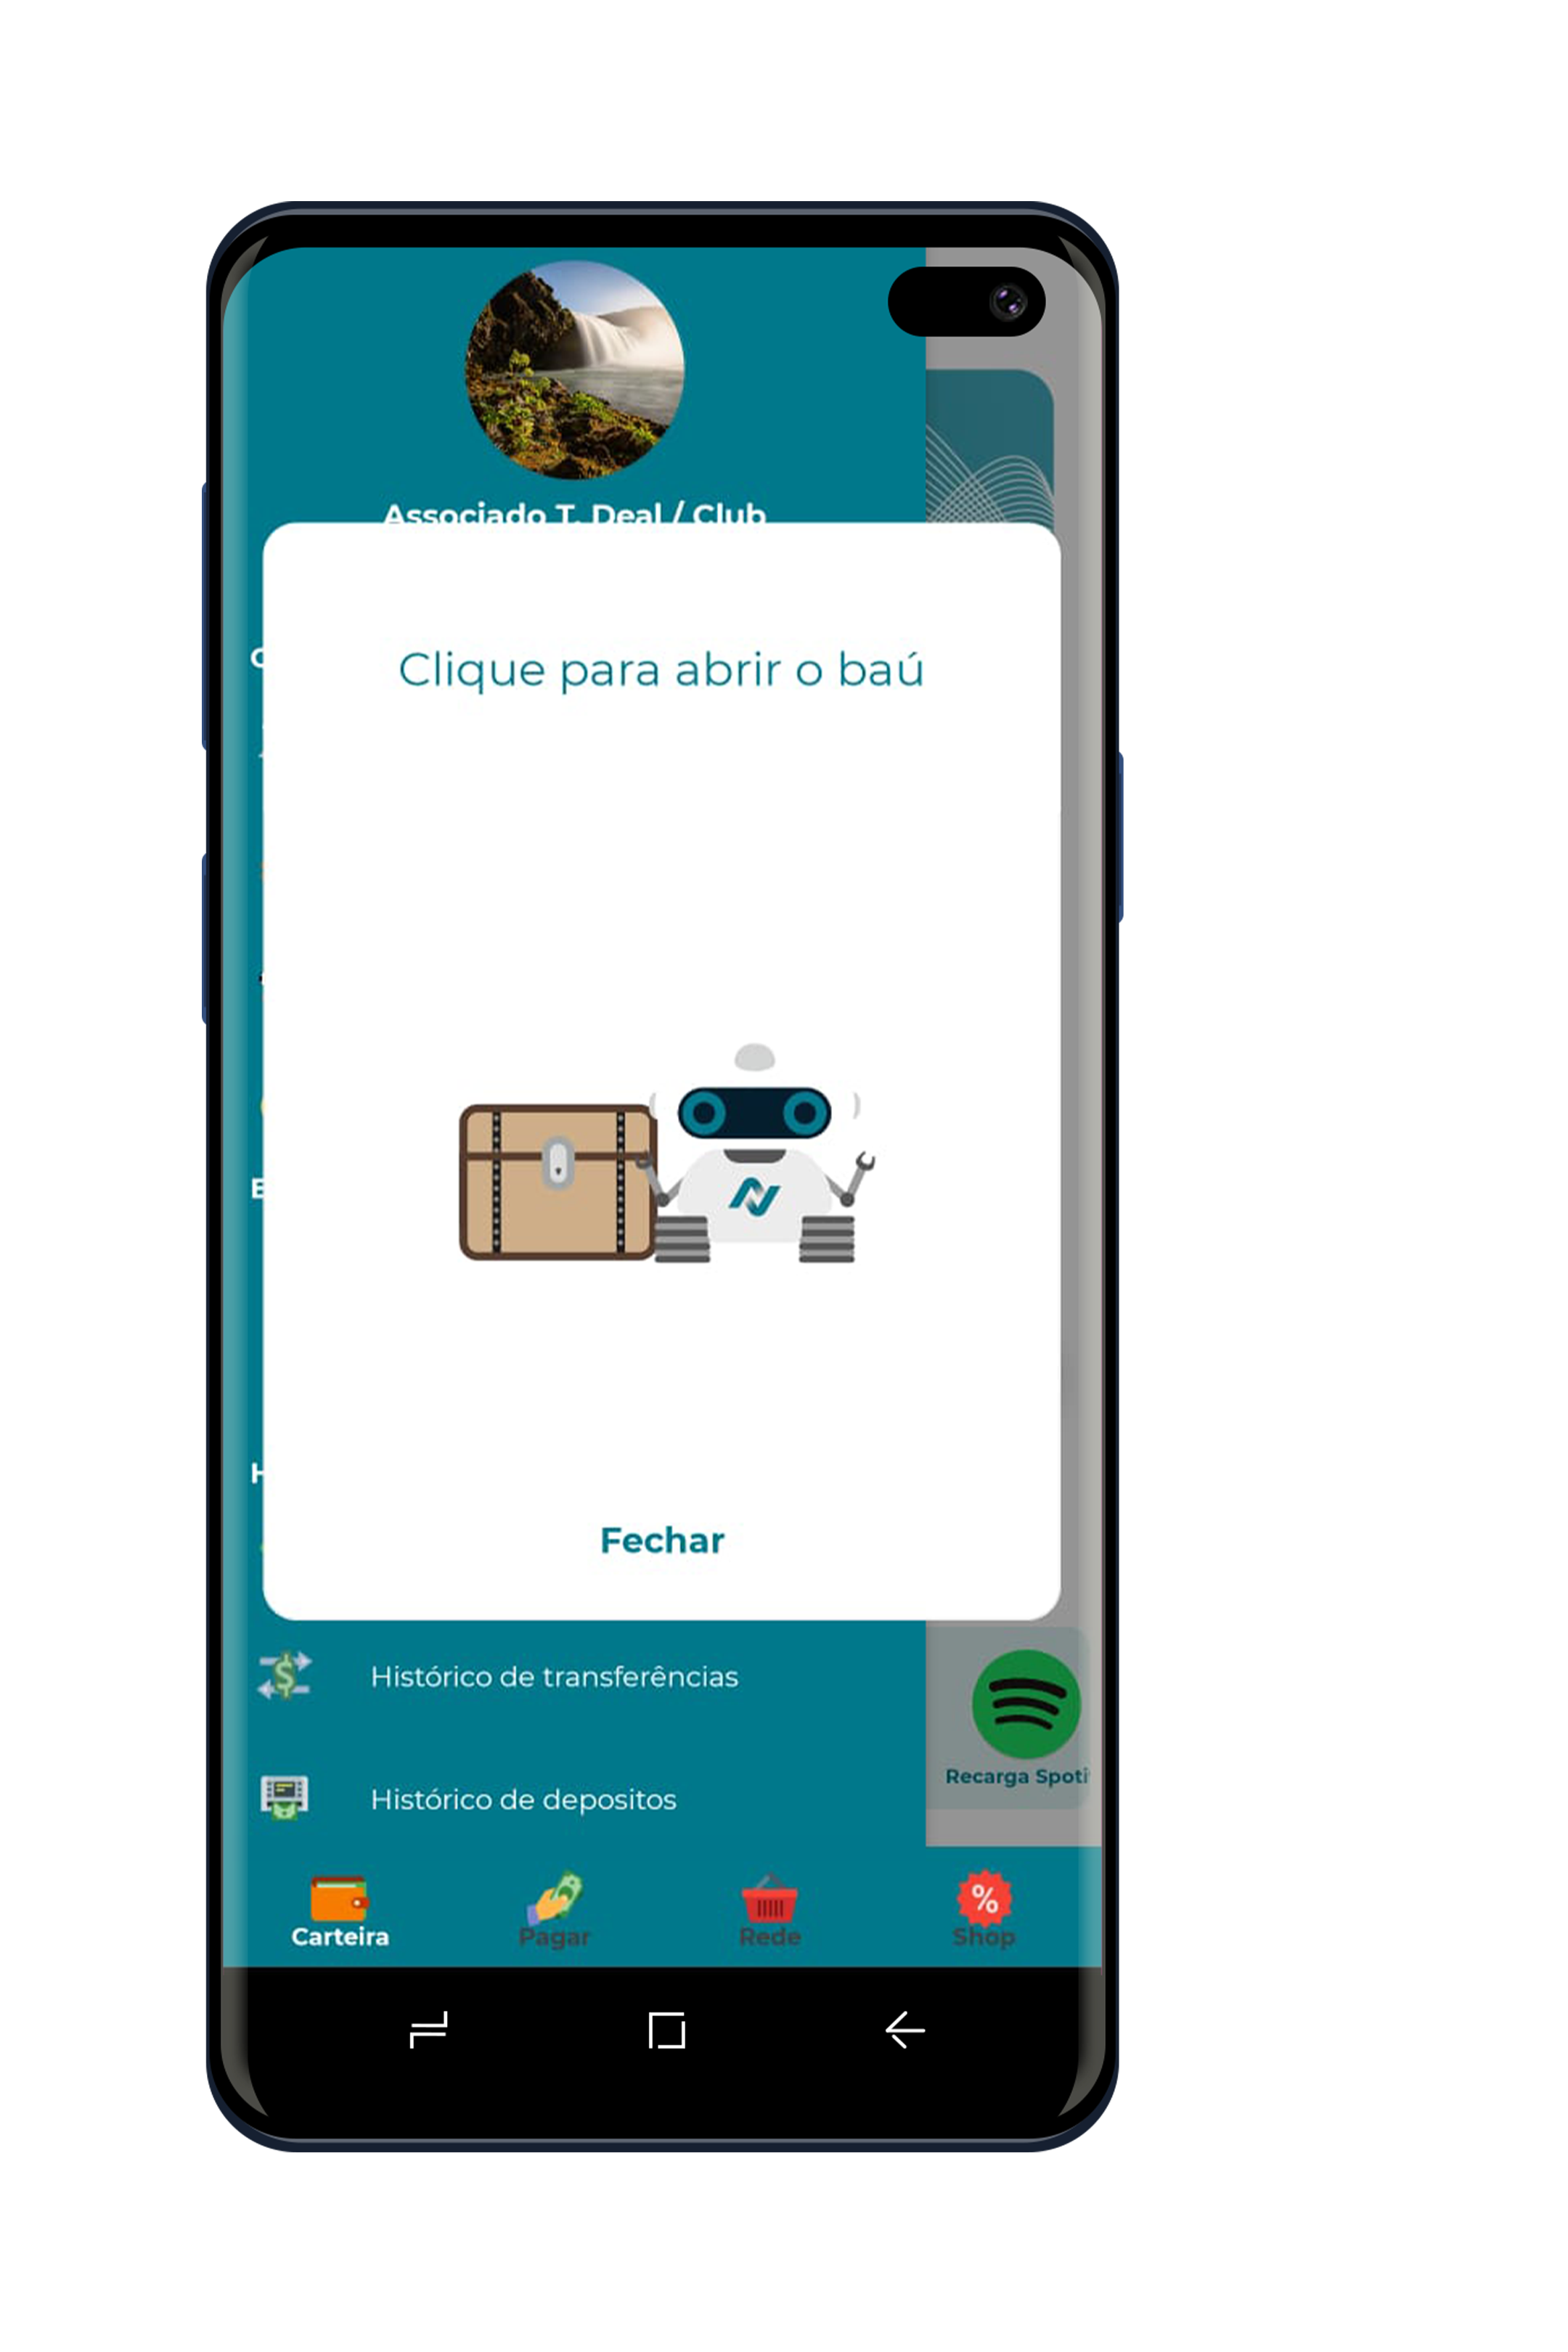 Associado T. Deal / Club
Clique para abrir o baú
Fechar
Histórico de transferências
Recarga Spoti
Histórico de depositos
%
Carteira
Pagar
Rede
Shop